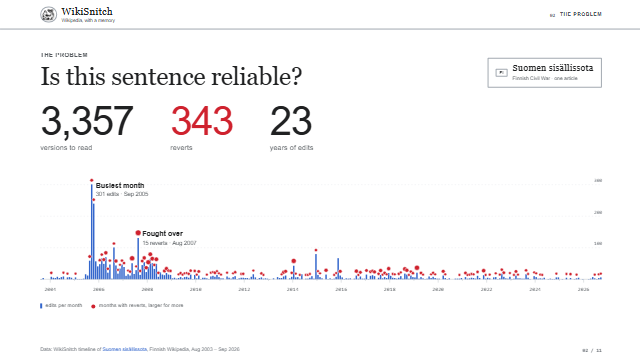 WikiSnitch
Wikipedia, with a memory
02 THE PROBLEM
THE PROBLEM
Is this sentence reliable?
Suomen sisällissota
Finnish Civil War · one article
3,357 343 23
versions to read reverts years of edits
Busiest month
301 edits · Sep 2005
Fought over
15 reverts · Aug 2007
300
200
100
2004 2006 2008 2010 2012 2014 2016 2018 2020 2022 2024 2026
edits per month months with reverts, larger for more
Data: WikiSnitch timeline of Suomen sisällissota, Finnish Wikipedia, Aug 2003 – Sep 2026
02 / 11